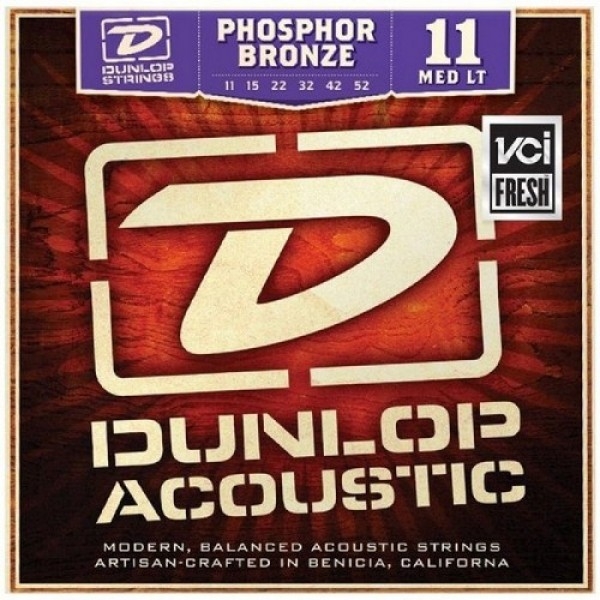 D
DUNLOP
STRINGS
PHOSPHOR
BRONZE
11 15 22 32 42 52
11
MED LT
VCi
FRESH
D
DUNLOP
ACOUSTIC
MODERN, BALANCED ACOUSTIC STRINGS
ARTISAN-CRAFTED IN BENICIA, CALIFORNIA